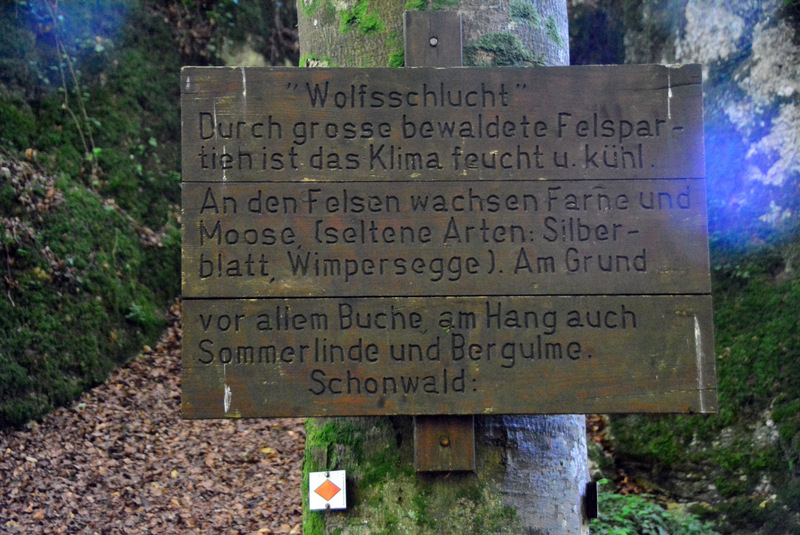 "Wolfsschlucht"
Durch grosse bewaldete Felspar-
tieh ist das Klima feucht u. kühl.
An den Felsen wachsen Farne und
Moose, (seltene Arten: Silber-
blatt, Wimpersegge). Am Grund
vor allem Buche, am Hang auch
Sommerlinde und Bergulme.
Schonwald: